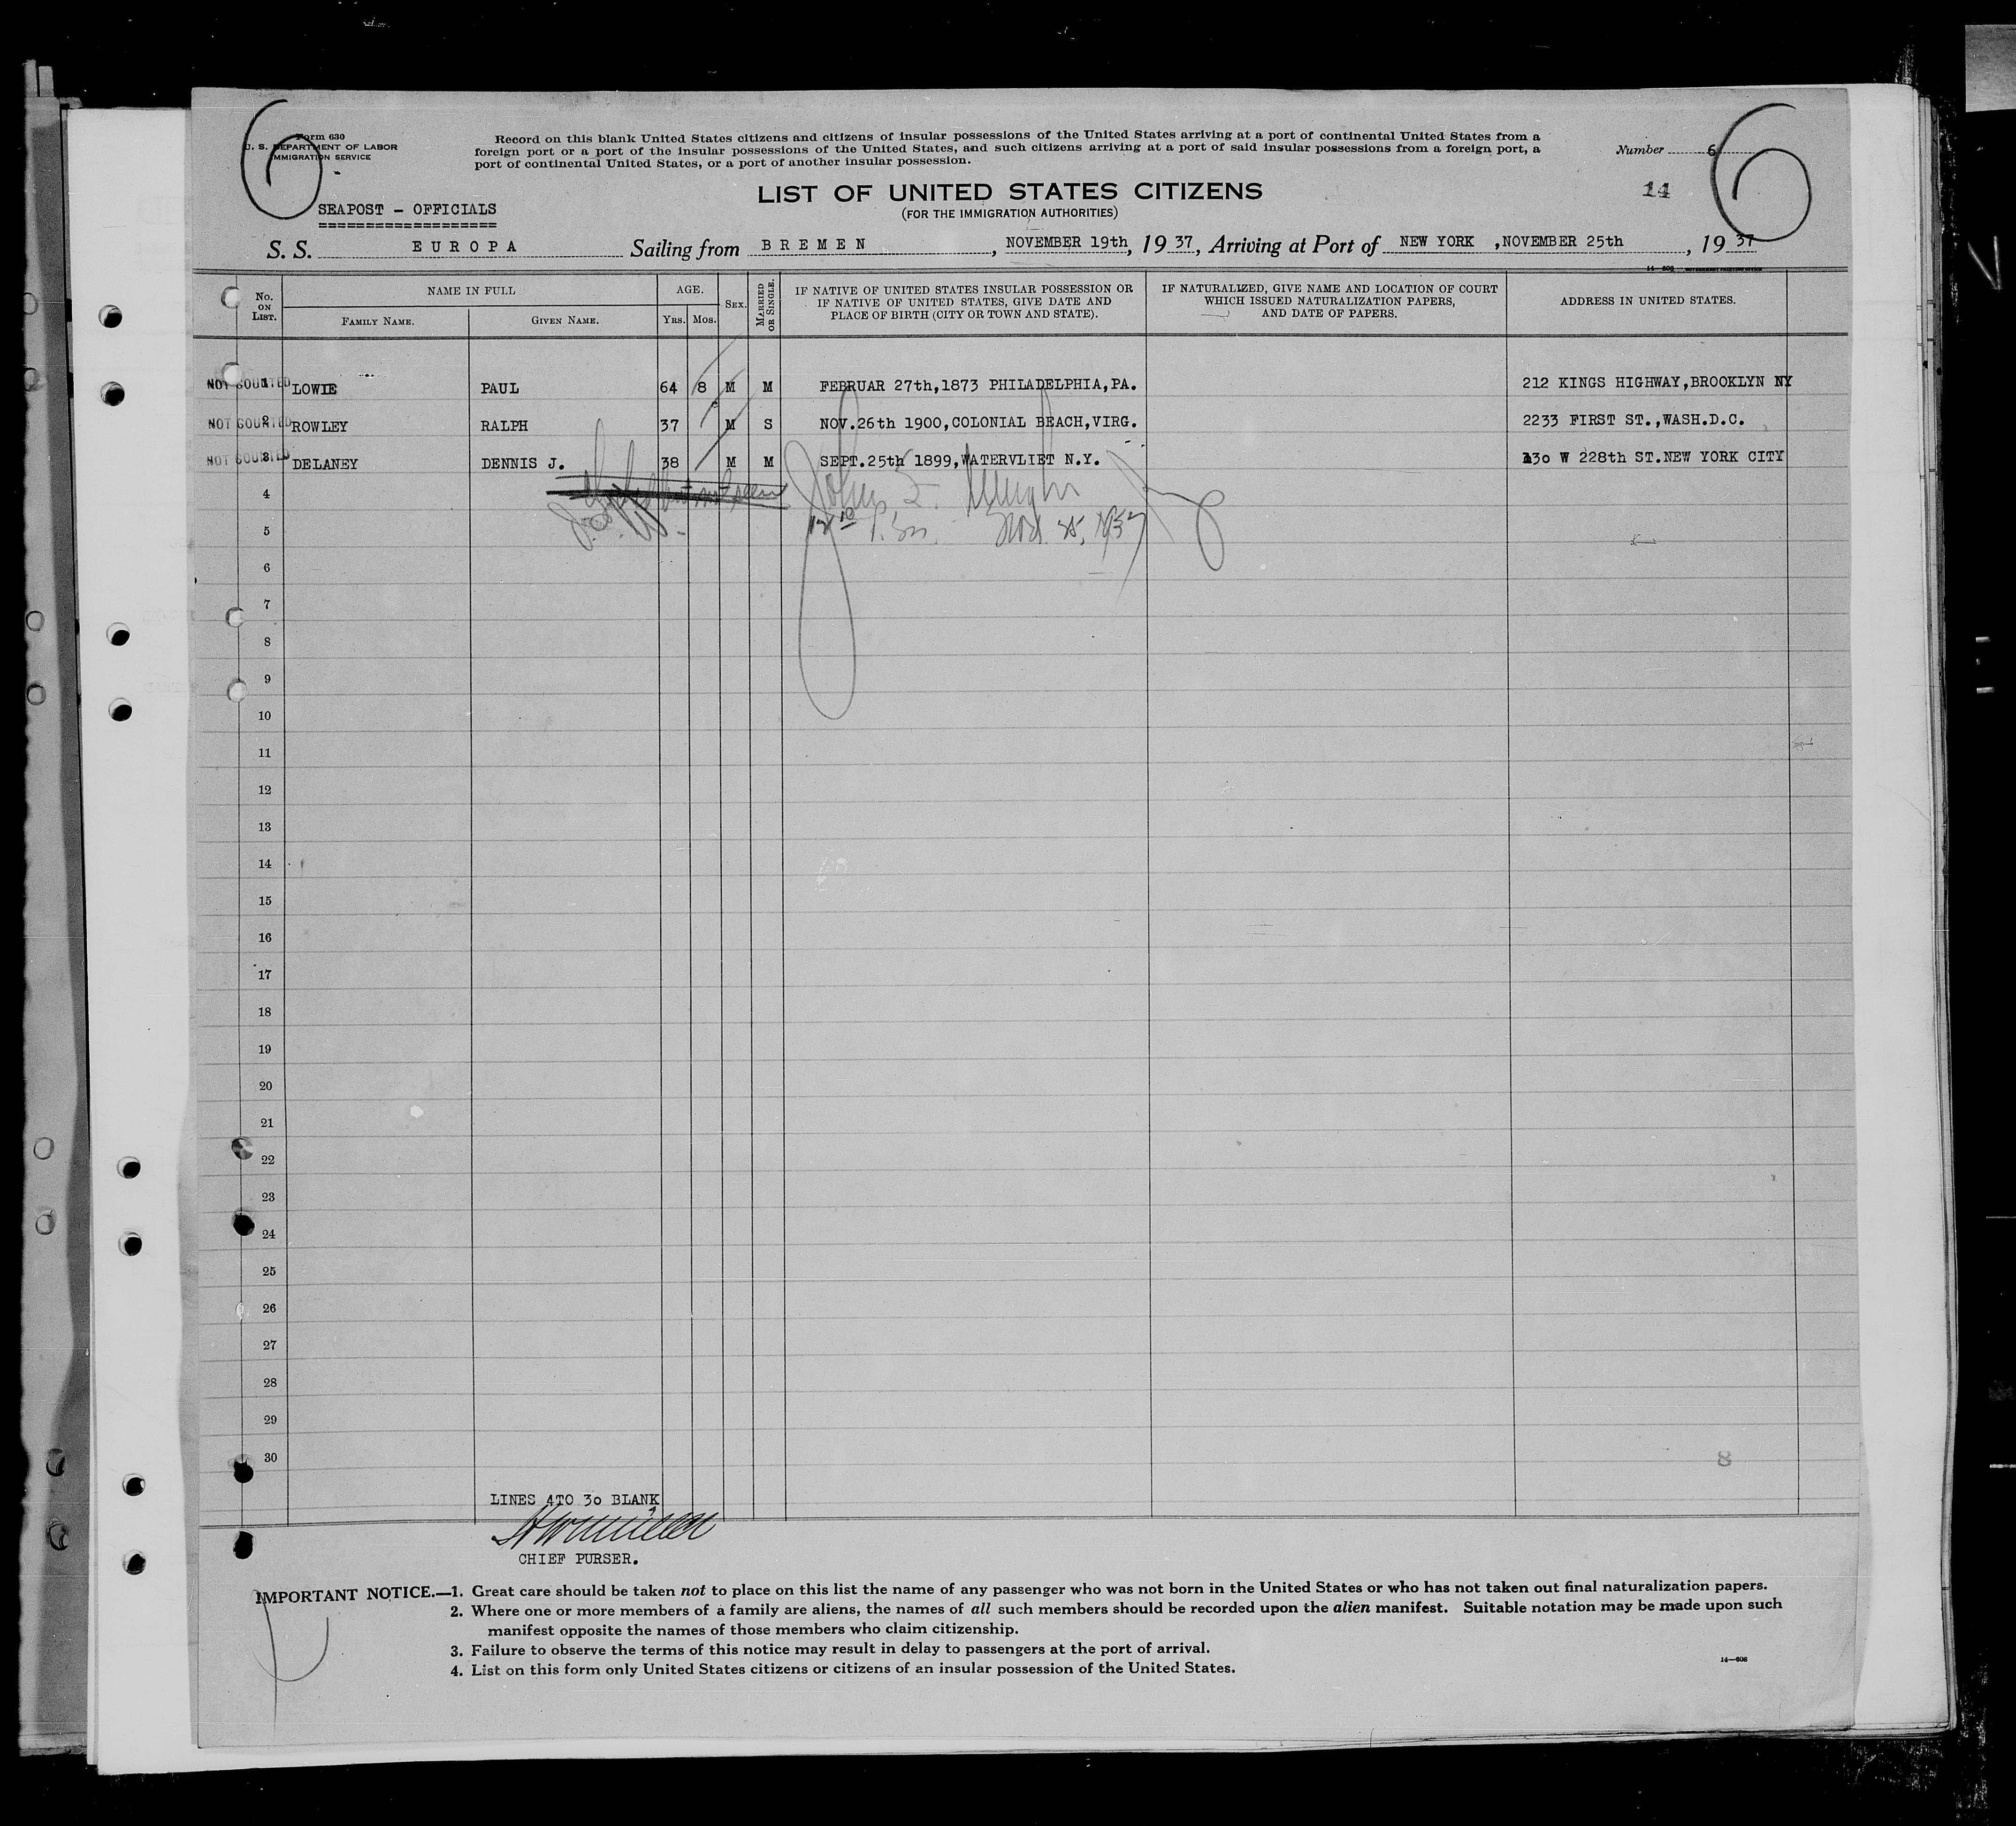 Form 630
U. S. DEPARTMENT OF LABOR
IMMIGRATION SERVICE
Record on this blank United States citizens and citizens of insular possessions of the United States arriving at a port of continental United States from a
foreign port or a port of the insular possessions of the United States, and such citizens arriving at a port of said insular possessions from a foreign port, a
port of continental United States, or a port of another insular possession.
Number 6
6
6
14
LIST OF UNITED STATES CITIZENS
(FOR THE IMMIGRATION AUTHORITIES)
SEAPOST - OFFICIALS
S. S. EUROPA Sailing from BREMEN, NOVEMBER 19th, 1937, Arriving at Port of NEW YORK ,NOVEMBER 25th, 1937
No. ON LIST. NAME IN FULL FAMILY NAME. GIVEN NAME. AGE. YRS. MOS. SEX. MARRIED OR SINGLE. IF NATIVE OF UNITED STATES INSULAR POSSESSION OR IF NATIVE OF UNITED STATES, GIVE DATE AND PLACE OF BIRTH (CITY OR TOWN AND STATE). IF NATURALIZED, GIVE NAME AND LOCATION OF COURT WHICH ISSUED NATURALIZATION PAPERS, AND DATE OF PAPERS. ADDRESS IN UNITED STATES.
NOT COUNTED 1 LOWIE PAUL 64 8 M M FEBRUAR 27th,1873 PHILADELPHIA,PA. 212 KINGS HIGHWAY,BROOKLYN NY
NOT COUNTED 2 ROWLEY RALPH 37 M S NOV.26th 1900,COLONIAL BEACH,VIRG. 2233 FIRST ST.,WASH.D.C.
NOT COUNTED 3 DELANEY DENNIS J. 38 M M SEPT.25th 1899,WATERVLIET N.Y. 30 W 228th ST.NEW YORK CITY
4 John
5 P.m. Nov. 25, 1937
6
7
8
9
10
11
12
13
14
15
16
17
18
19
20
21
22
23
24
25
26
27
28
29
30
8
LINES 4TO 30 BLANK
CHIEF PURSER.
IMPORTANT NOTICE.—1. Great care should be taken not to place on this list the name of any passenger who was not born in the United States or who has not taken out final naturalization papers.
2. Where one or more members of a family are aliens, the names of all such members should be recorded upon the alien manifest. Suitable notation may be made upon such
manifest opposite the names of those members who claim citizenship.
3. Failure to observe the terms of this notice may result in delay to passengers at the port of arrival.
4. List on this form only United States citizens or citizens of an insular possession of the United States.
14—608